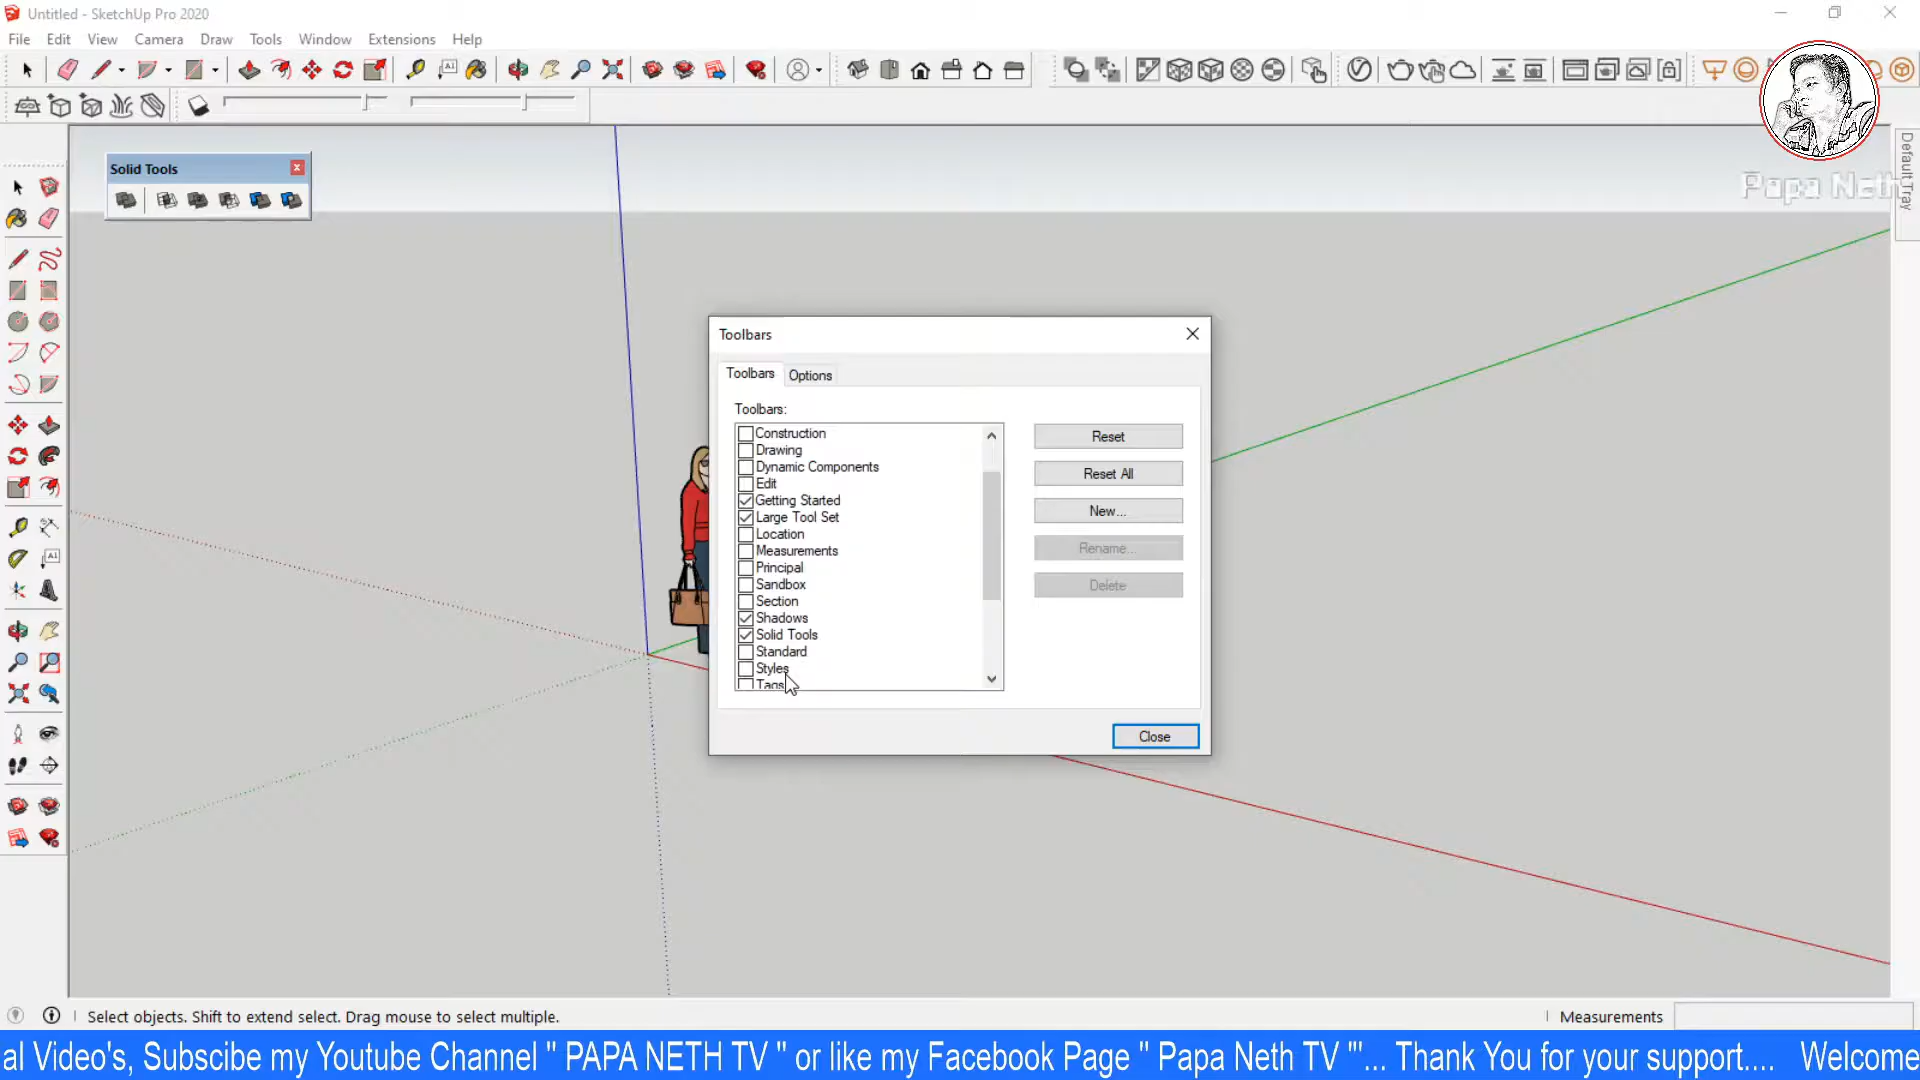 Untitled - SketchUp Pro 2020
File Edit View Camera Draw Tools Window Extensions Help
Default Tray
Papa Neth
Solid Tools
Toolbars
Toolbars Options
Toolbars:
Construction
Drawing
Dynamic Components
Edit
Getting Started
Large Tool Set
Location
Measurements
Principal
Sandbox
Section
Shadows
Solid Tools
Standard
Styles
Tags
Reset
Reset All
New...
Rename...
Delete
Close
Select objects. Shift to extend select. Drag mouse to select multiple.
Measurements
al Video's, Subscibe my Youtube Channel " PAPA NETH TV " or like my Facebook Page " Papa Neth TV "'... Thank You for your support.... Welcome